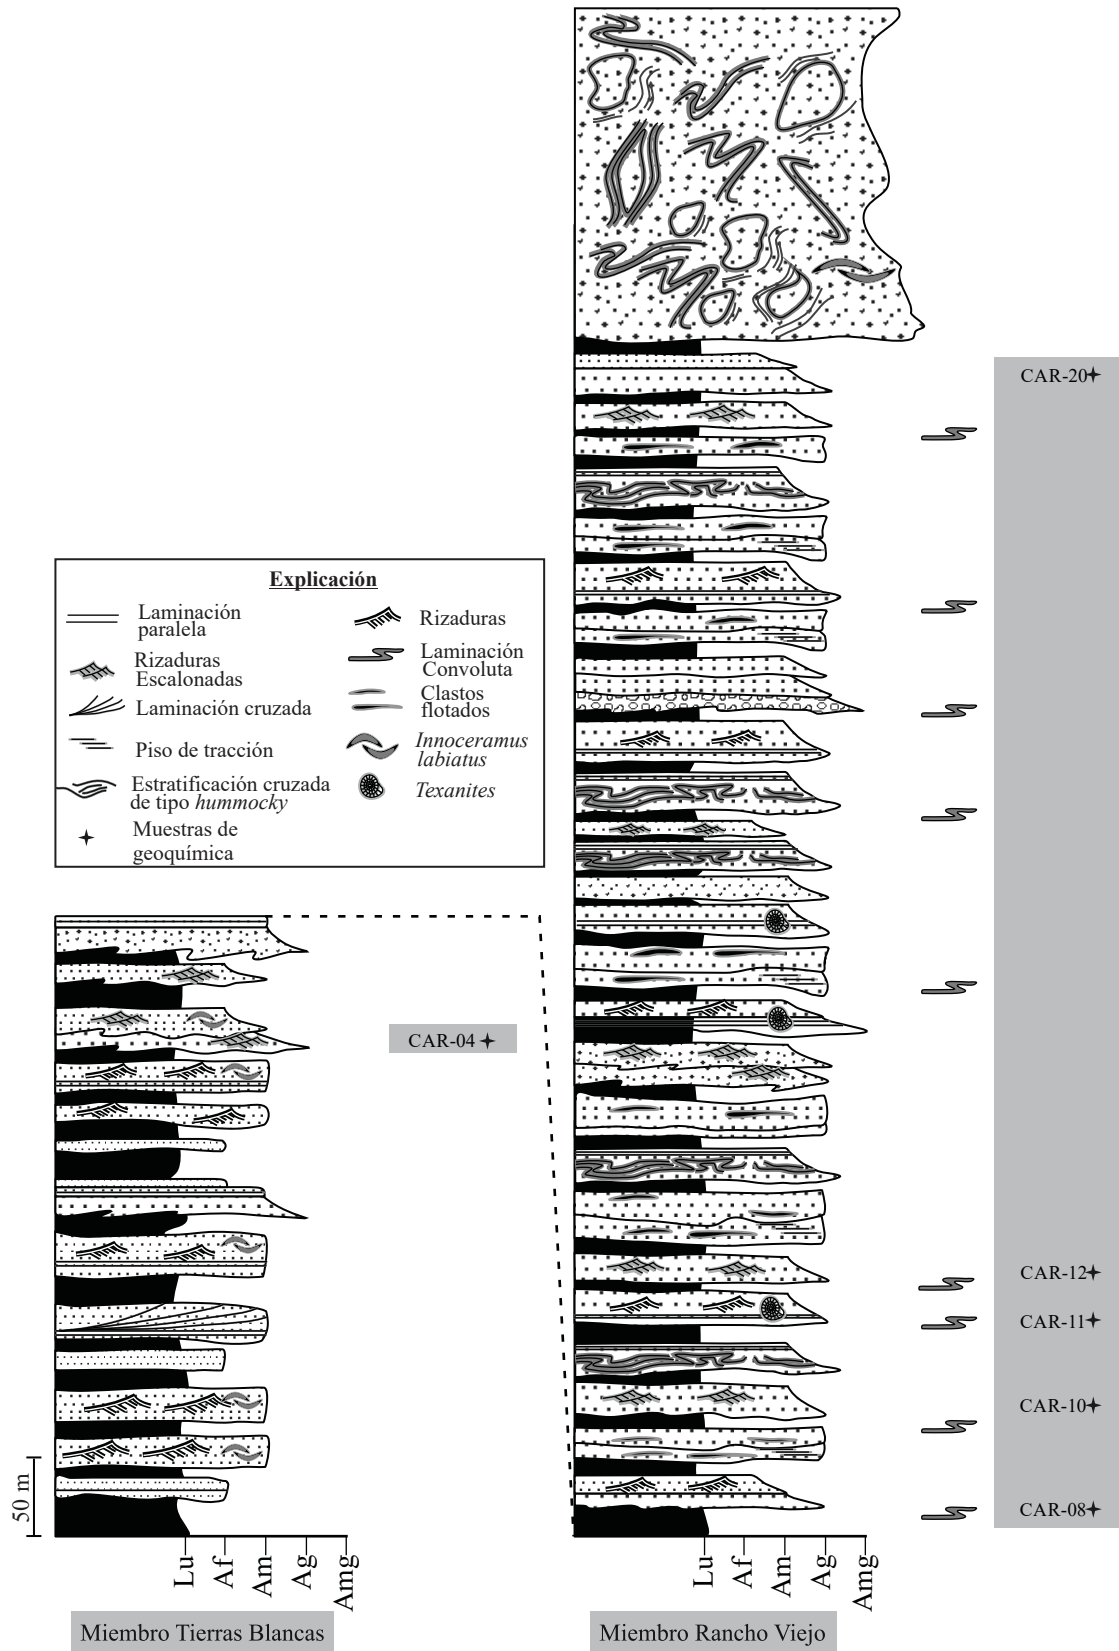 CAR-20
Explicación
Laminación
paralela
Rizaduras
Escalonadas
Laminación cruzada
Piso de tracción
Estratificación cruzada
de tipo hummocky
Muestras de
geoquímica
Rizaduras
Laminación
Convoluta
Clastos
flotados
Innoceramus
labiatus
Texanites
CAR-04
CAR-12
CAR-11
CAR-10
CAR-08
50 m
Lu
Af
Am
Ag
Amg
Lu
Af
Am
Ag
Amg
Miembro Tierras Blancas
Miembro Rancho Viejo